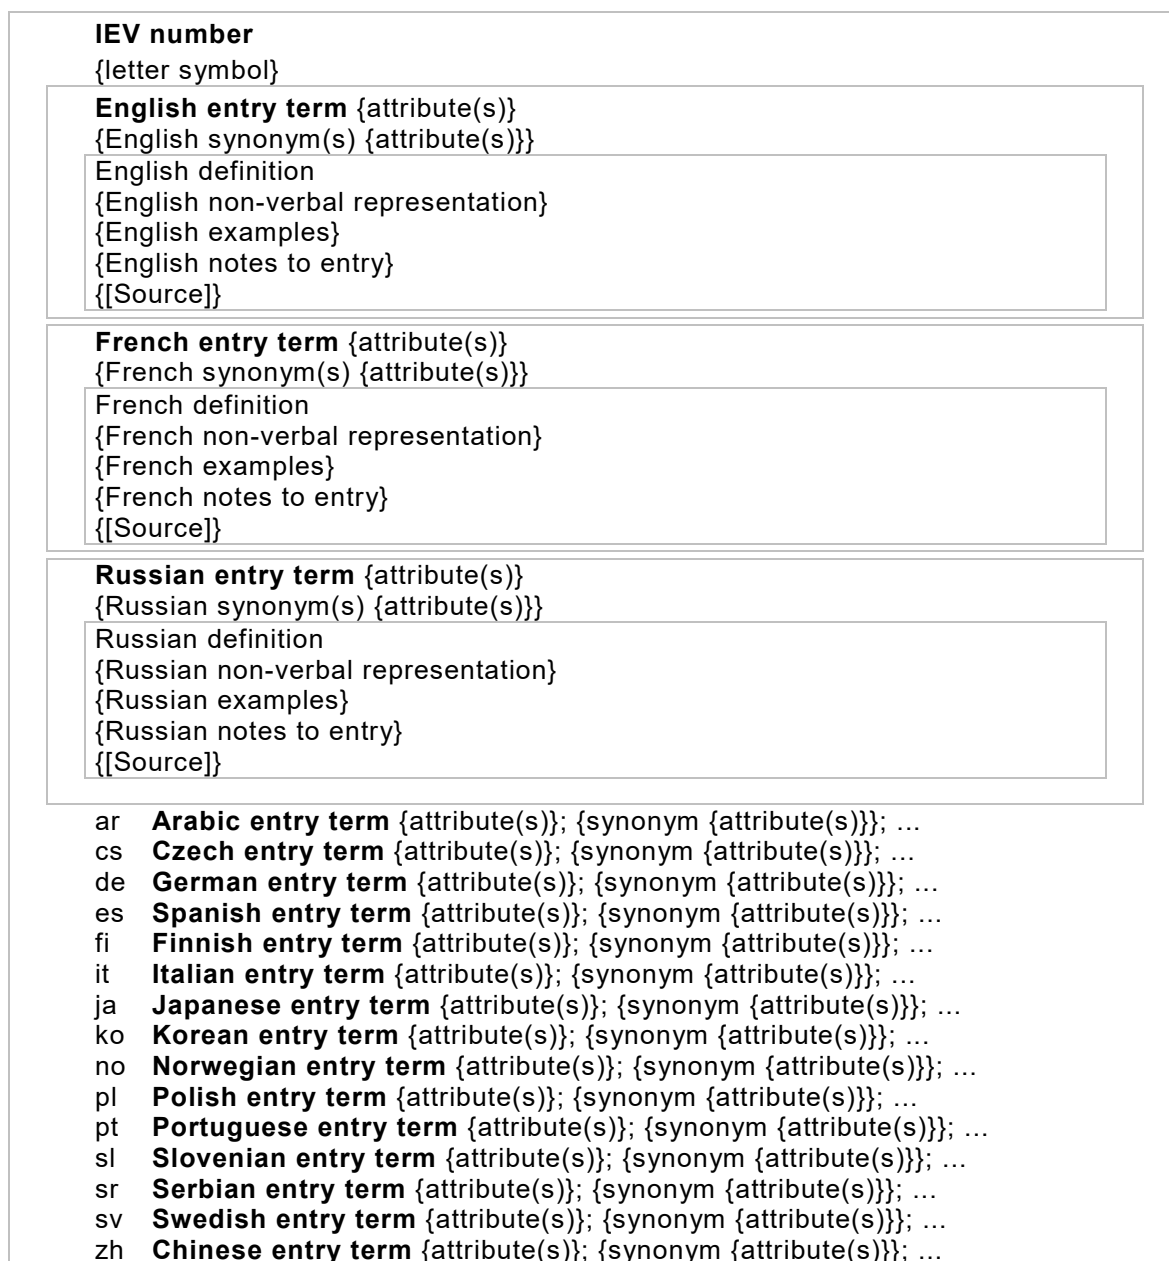 IEV number
{letter symbol}
English entry term {attribute(s)}
{English synonym(s) {attribute(s)}}
English definition
{English non-verbal representation}
{English examples}
{English notes to entry}
{[Source]}
French entry term {attribute(s)}
{French synonym(s) {attribute(s)}}
French definition
{French non-verbal representation}
{French examples}
{French notes to entry}
{[Source]}
Russian entry term {attribute(s)}
{Russian synonym(s) {attribute(s)}}
Russian definition
{Russian non-verbal representation}
{Russian examples}
{Russian notes to entry}
{[Source]}
ar Arabic entry term {attribute(s)}; {synonym {attribute(s)}}; ...
cs Czech entry term {attribute(s)}; {synonym {attribute(s)}}; ...
de German entry term {attribute(s)}; {synonym {attribute(s)}}; ...
es Spanish entry term {attribute(s)}; {synonym {attribute(s)}}; ...
fi Finnish entry term {attribute(s)}; {synonym {attribute(s)}}; ...
it Italian entry term {attribute(s)}; {synonym {attribute(s)}}; ...
ja Japanese entry term {attribute(s)}; {synonym {attribute(s)}}; ...
ko Korean entry term {attribute(s)}; {synonym {attribute(s)}}; ...
no Norwegian entry term {attribute(s)}; {synonym {attribute(s)}}; ...
pl Polish entry term {attribute(s)}; {synonym {attribute(s)}}; ...
pt Portuguese entry term {attribute(s)}; {synonym {attribute(s)}}; ...
sl Slovenian entry term {attribute(s)}; {synonym {attribute(s)}}; ...
sr Serbian entry term {attribute(s)}; {synonym {attribute(s)}}; ...
sv Swedish entry term {attribute(s)}; {synonym {attribute(s)}}; ...
zh Chinese entry term {attribute(s)}; {synonym {attribute(s)}}; ...